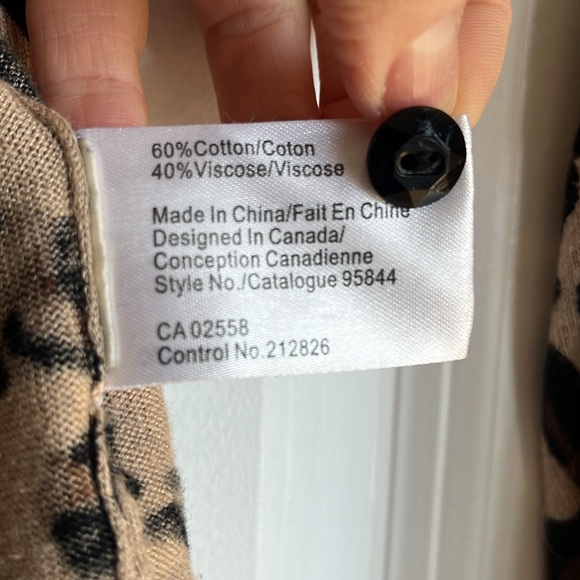 60%Cotton/Coton
40%Viscose/Viscose
Made In China/Fait En Chine
Designed In Canada/
Conception Canadienne
Style No./Catalogue 95844
CA 02558
Control No.212826